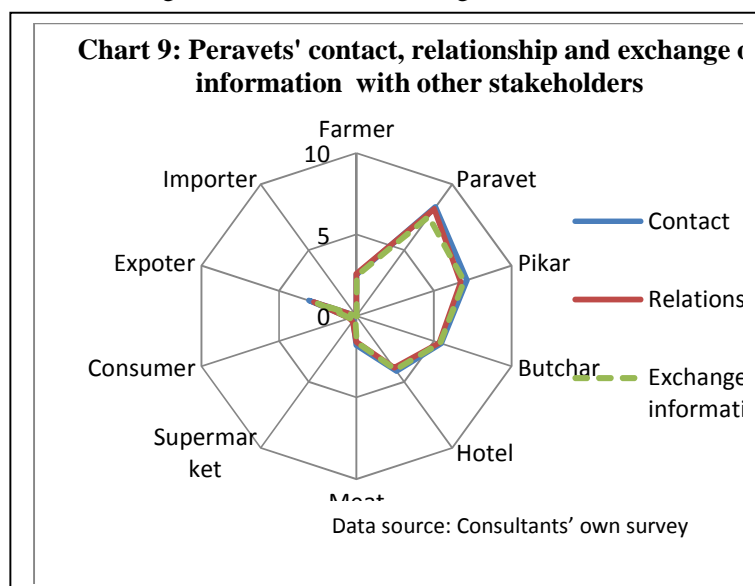 Chart 9: Peravets' contact, relationship and exchange
information with other stakeholders
Farmer
10
Importer
Paravet
Contact
5
Expoter
Pikar
Relations
0
Consumer
Butchar
Exchange
informati
Supermar
ket
Hotel
Meat
Data source: Consultants' own survey